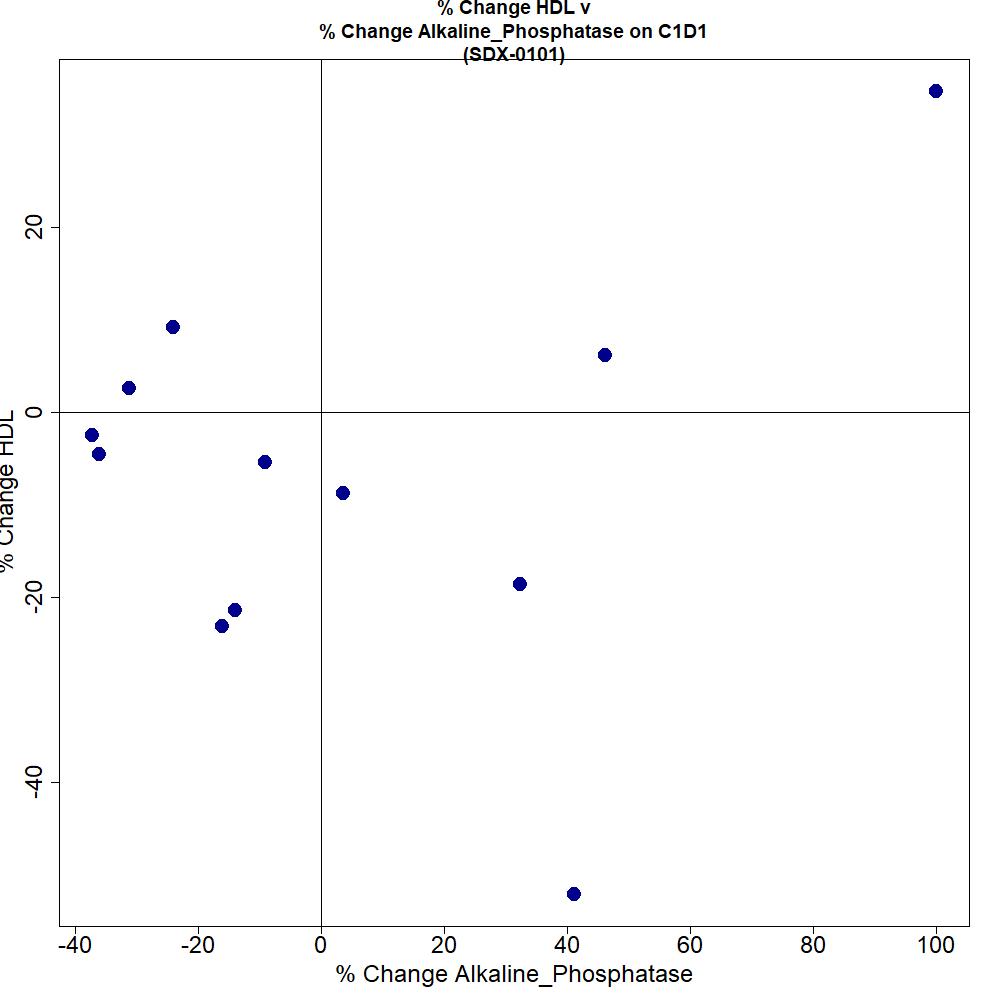 % Change HDL v
% Change Alkaline_Phosphatase on C1D1
(SDX-0101)
% Change HDL
20
0
-20
-40
-40
-20
0
20
40
60
80
100
% Change Alkaline_Phosphatase